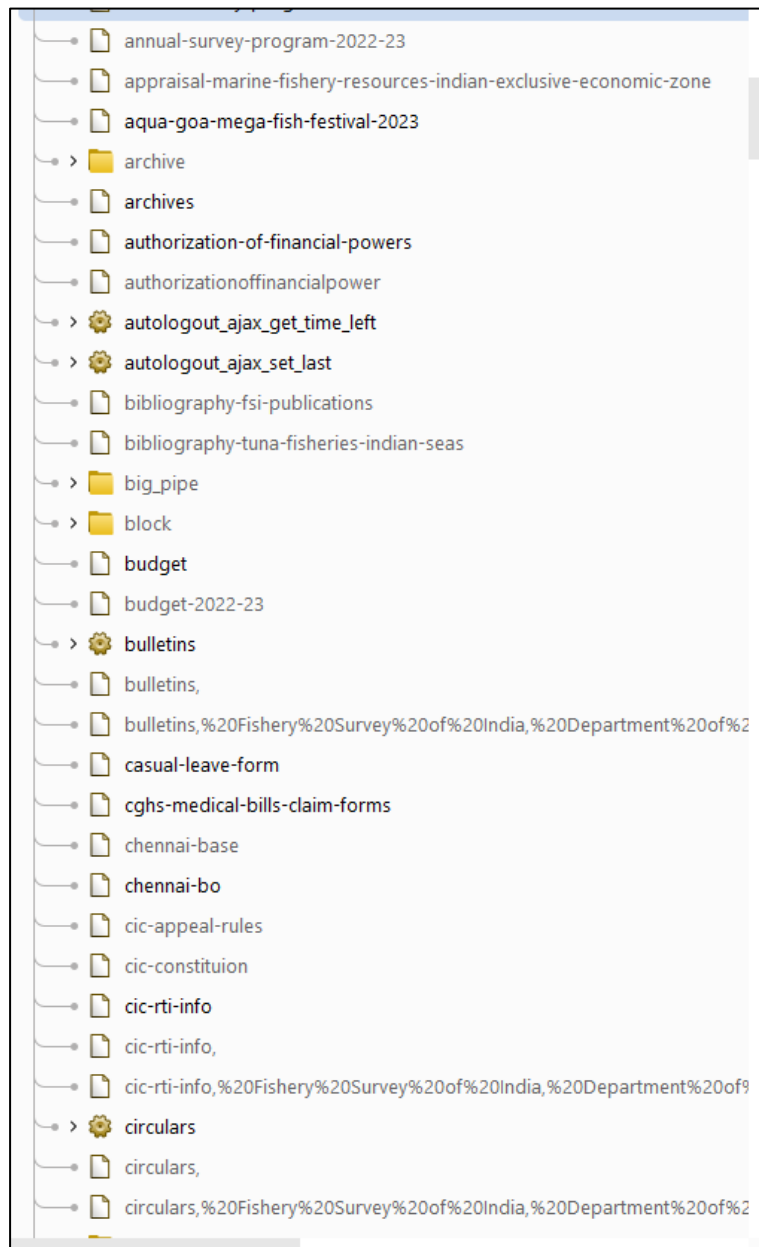 annual-survey-program-2022-23
appraisal-marine-fishery-resources-indian-exclusive-economic-zone
aqua-goa-mega-fish-festival-2023
archive
archives
authorization-of-financial-powers
authorizationoffinancialpower
autologout_ajax_get_time_left
autologout_ajax_set_last
bibliography-fsi-publications
bibliography-tuna-fisheries-indian-seas
big_pipe
block
budget
budget-2022-23
bulletins
bulletins,
bulletins,%20Fishery%20Survey%20of%20India,%20Department%20of%2
casual-leave-form
cghs-medical-bills-claim-forms
chennai-base
chennai-bo
cic-appeal-rules
cic-constituion
cic-rti-info
cic-rti-info,
cic-rti-info,%20Fishery%20Survey%20of%20India,%20Department%20of%
circulars
circulars,
circulars,%20Fishery%20Survey%20of%20India,%20Department%20of%2